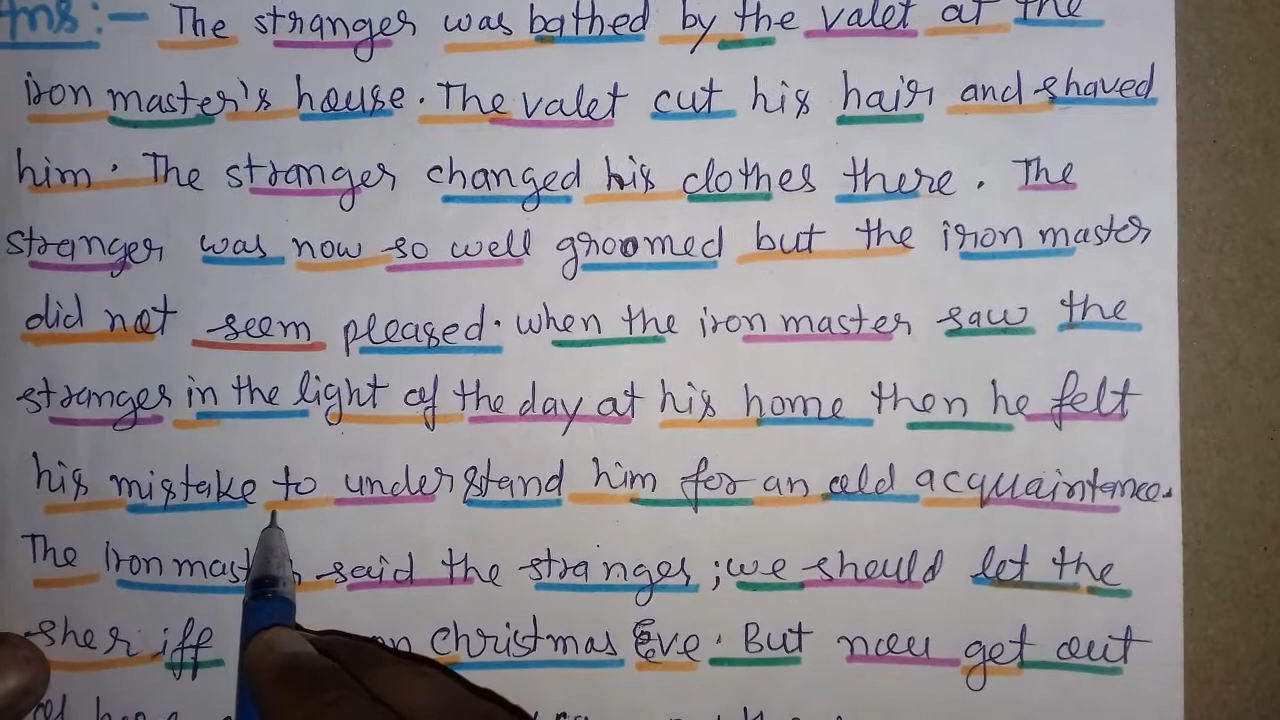 Ans:- The stranger was bathed by the valet at the
iron master's house. The valet cut his hair and shaved
him. The stranger changed his clothes there. The
stranger was now so well groomed but the iron master
did not seem pleased. when the iron master saw the
stranger in the light of the day at his home then he felt
his mistake to understand him for an old acquaintance.
The Iron mast said the stranger; we should let the
sher iff on christmas Eve. But now get out